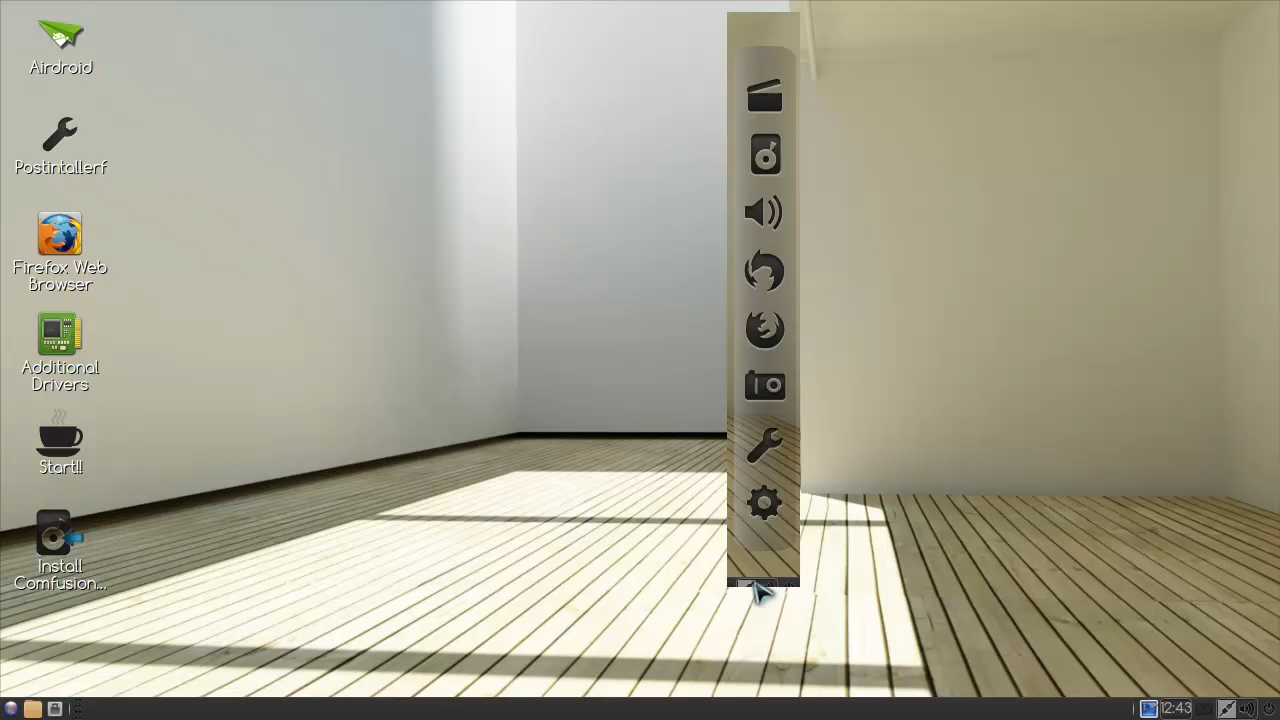 Airdroid
Postintallerf
Firefox Web
Browser
Additional
Drivers
Start!!
Install
Comfusion...
12:43